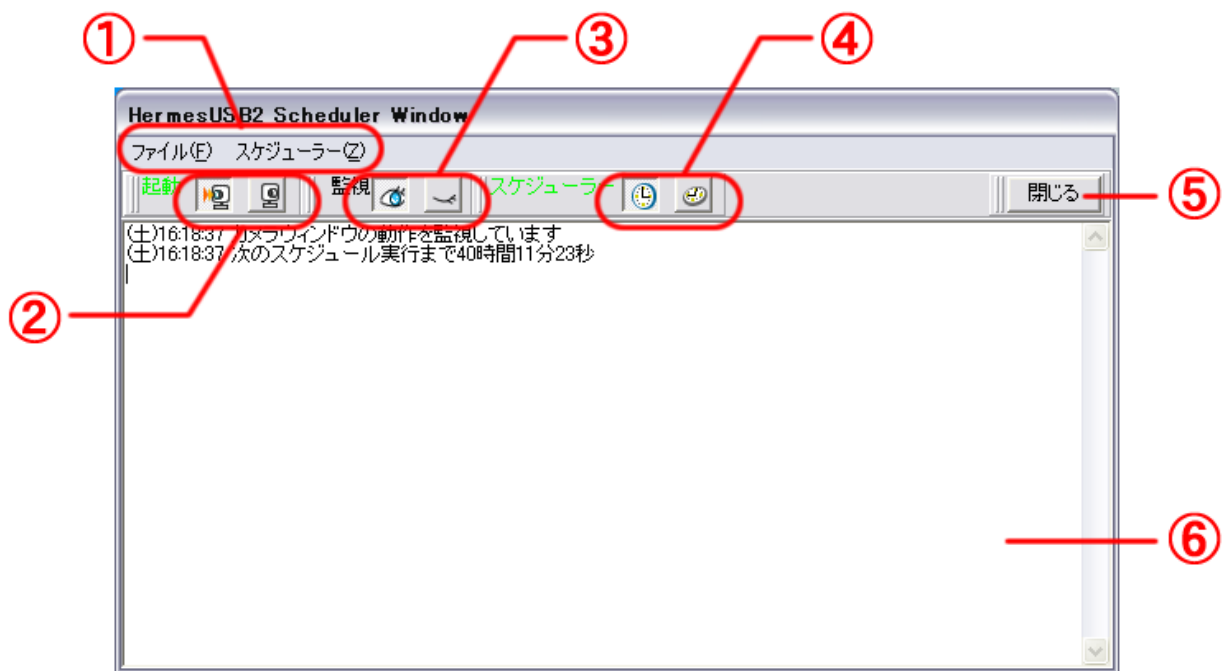 ① ③ ④
HermesUSB2 Scheduler Window
ファイル(F) スケジューラー(Z)
起動 監視 スケジューラー 閉じる ⑤
(土)16:18:37 カメラウィンドウの動作を監視しています
(土)16:18:37 次のスケジュール実行まで40時間11分23秒
②
⑥